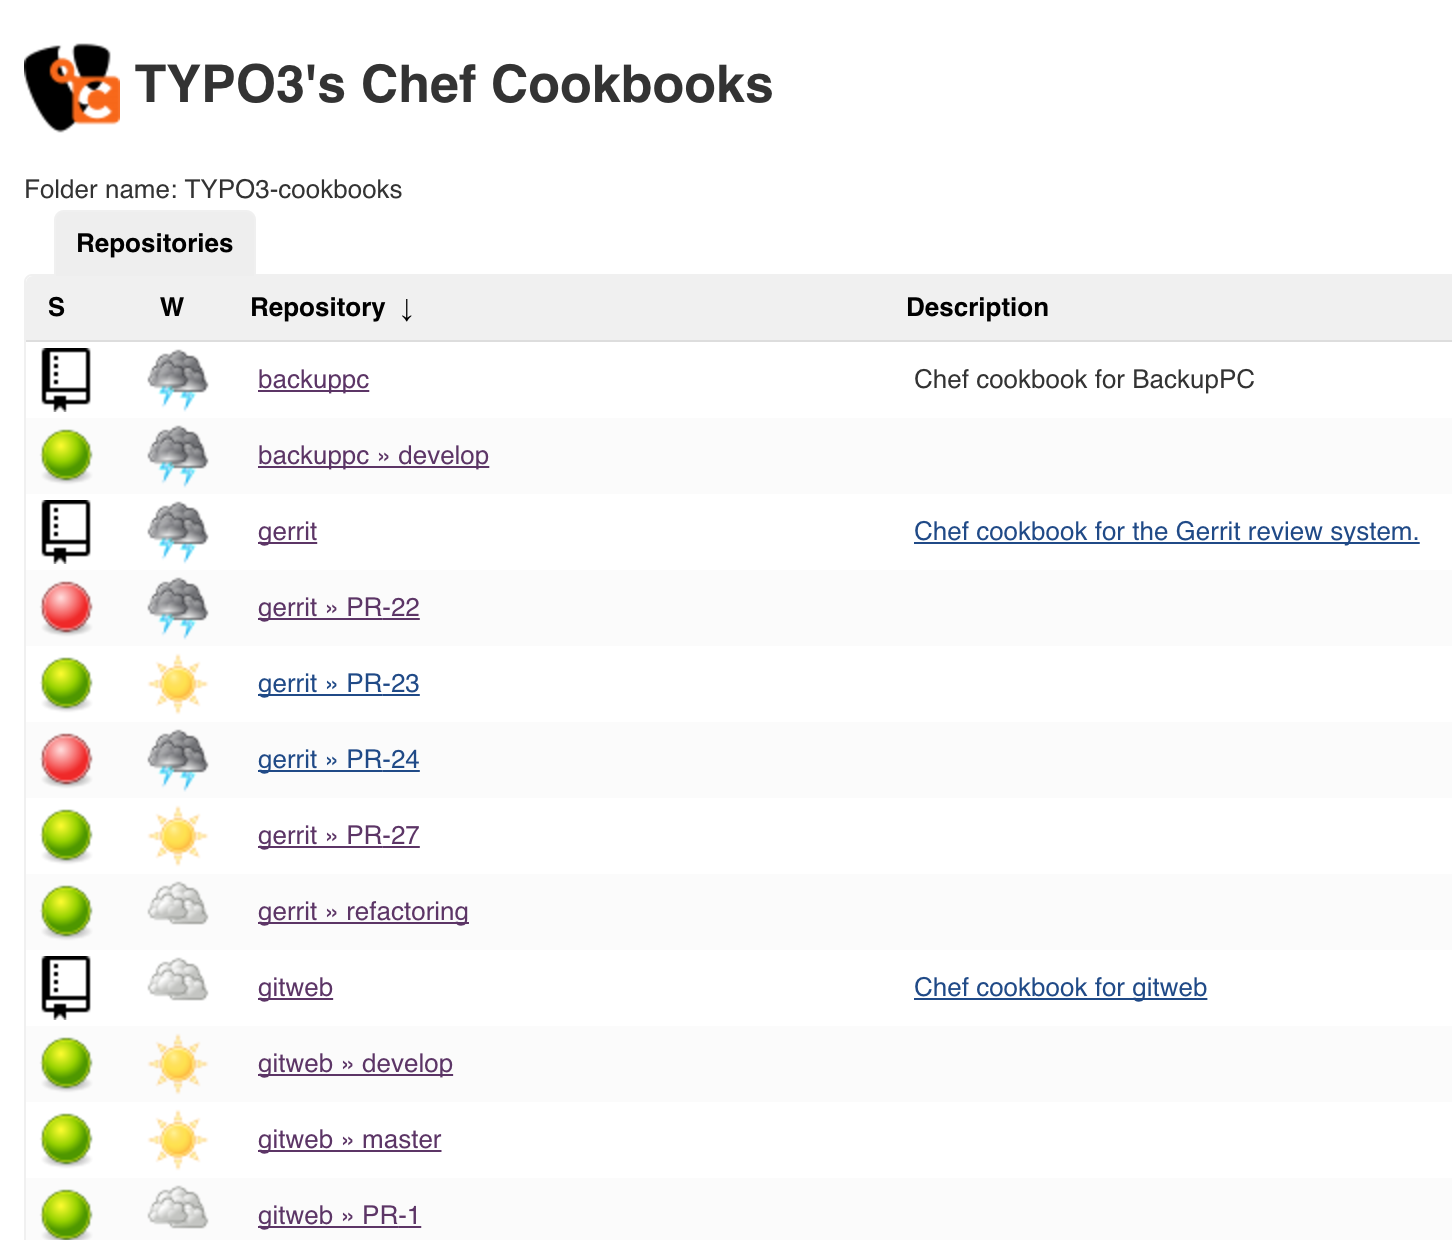 TYPO3's Chef Cookbooks
Folder name: TYPO3-cookbooks
Repositories
S W Repository ↓ Description
backuppc Chef cookbook for BackupPC
backuppc » develop
gerrit Chef cookbook for the Gerrit review system.
gerrit » PR-22
gerrit » PR-23
gerrit » PR-24
gerrit » PR-27
gerrit » refactoring
gitweb Chef cookbook for gitweb
gitweb » develop
gitweb » master
gitweb » PR-1